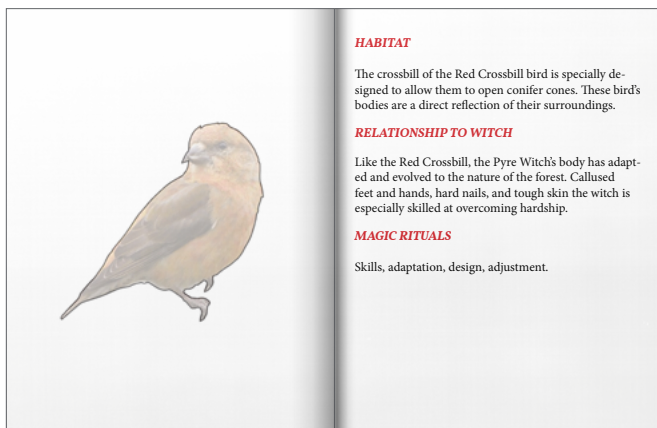 HABITAT
The crossbill of the Red Crossbill bird is specially de-
signed to allow them to open conifer cones. These bird's
bodies are a direct reflection of their surroundings.
RELATIONSHIP TO WITCH
Like the Red Crossbill, the Pyre Witch's body has adapt-
ed and evolved to the nature of the forest. Callused
feet and hands, hard nails, and tough skin the witch is
especially skilled at overcoming hardship.
MAGIC RITUALS
Skills, adaptation, design, adjustment.